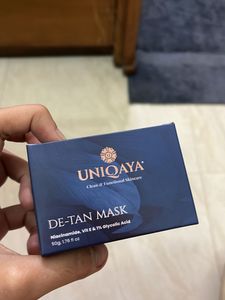 UNIQAYA
Clean & Functional Skincare
DE-TAN MASK
Niacinamide, Vit E & 1% Glycolic Acid
50g, 1.76 fl oz